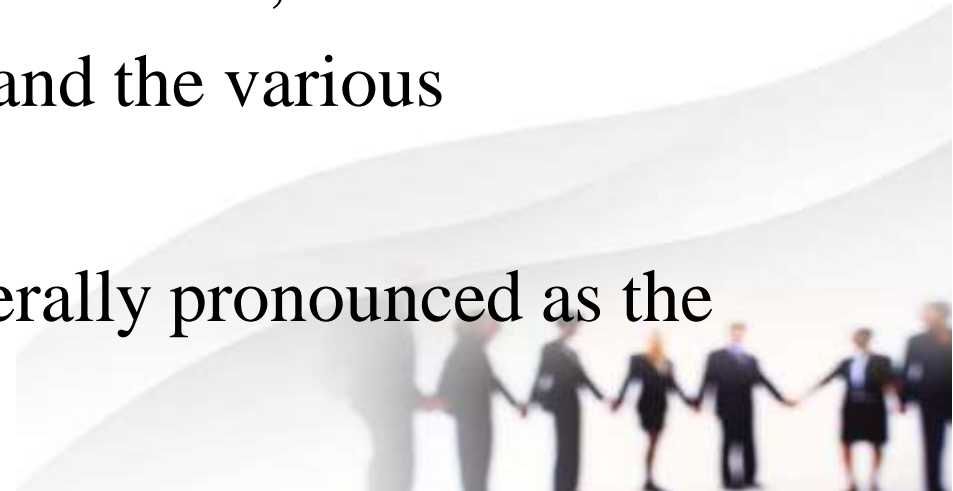 and the various
erally pronounced as the